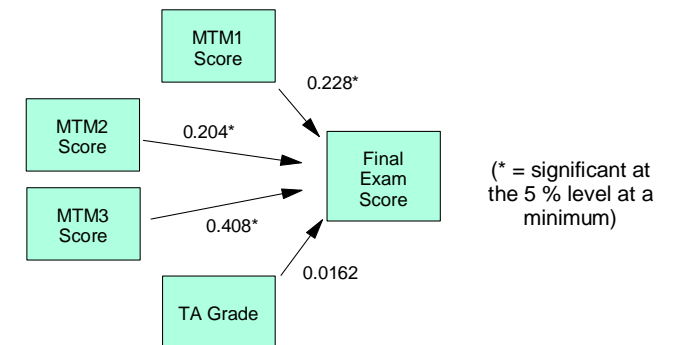 MTM1
Score
0.228*
MTM2
Score
0.204*
Final
Exam
Score
(* = significant at
the 5 % level at a
minimum)
MTM3
Score
0.408*
0.0162
TA Grade